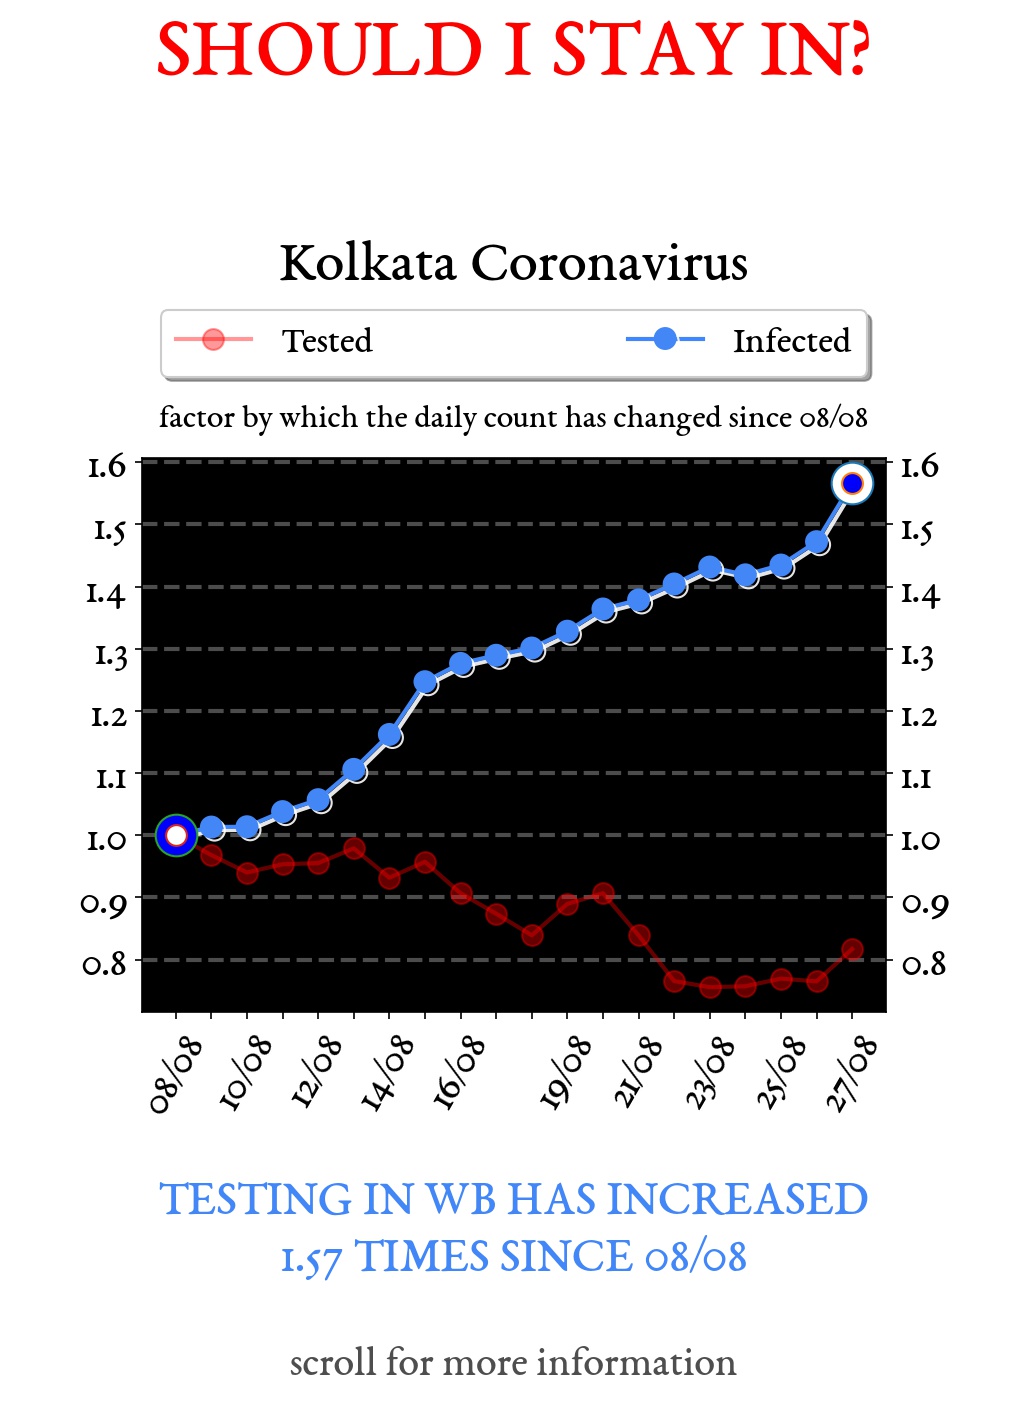 SHOULD I STAY IN?
Kolkata Coronavirus
Tested Infected
factor by which the daily count has changed since 08/08
1.6 1.6
1.5 1.5
1.4 1.4
1.3 1.3
1.2 1.2
1.1 1.1
1.0 1.0
0.9 0.9
0.8 0.8
08/08 10/08 12/08 14/08 16/08 19/08 21/08 23/08 25/08 27/08
TESTING IN WB HAS INCREASED
1.57 TIMES SINCE 08/08
scroll for more information